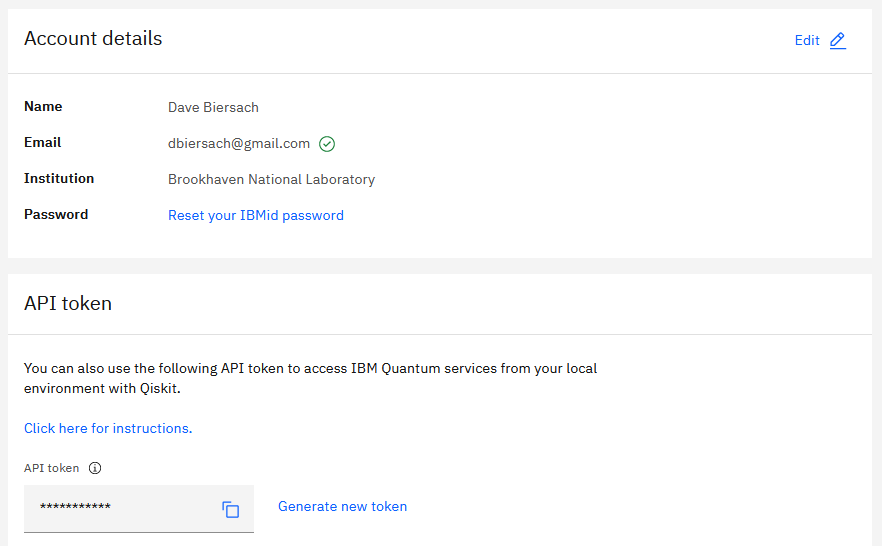 Account details
Edit
Name Dave Biersach
Email dbiersach@gmail.com
Institution Brookhaven National Laboratory
Password Reset your IBMid password
API token
You can also use the following API token to access IBM Quantum services from your local
environment with Qiskit.
Click here for instructions.
API token
***********
Generate new token